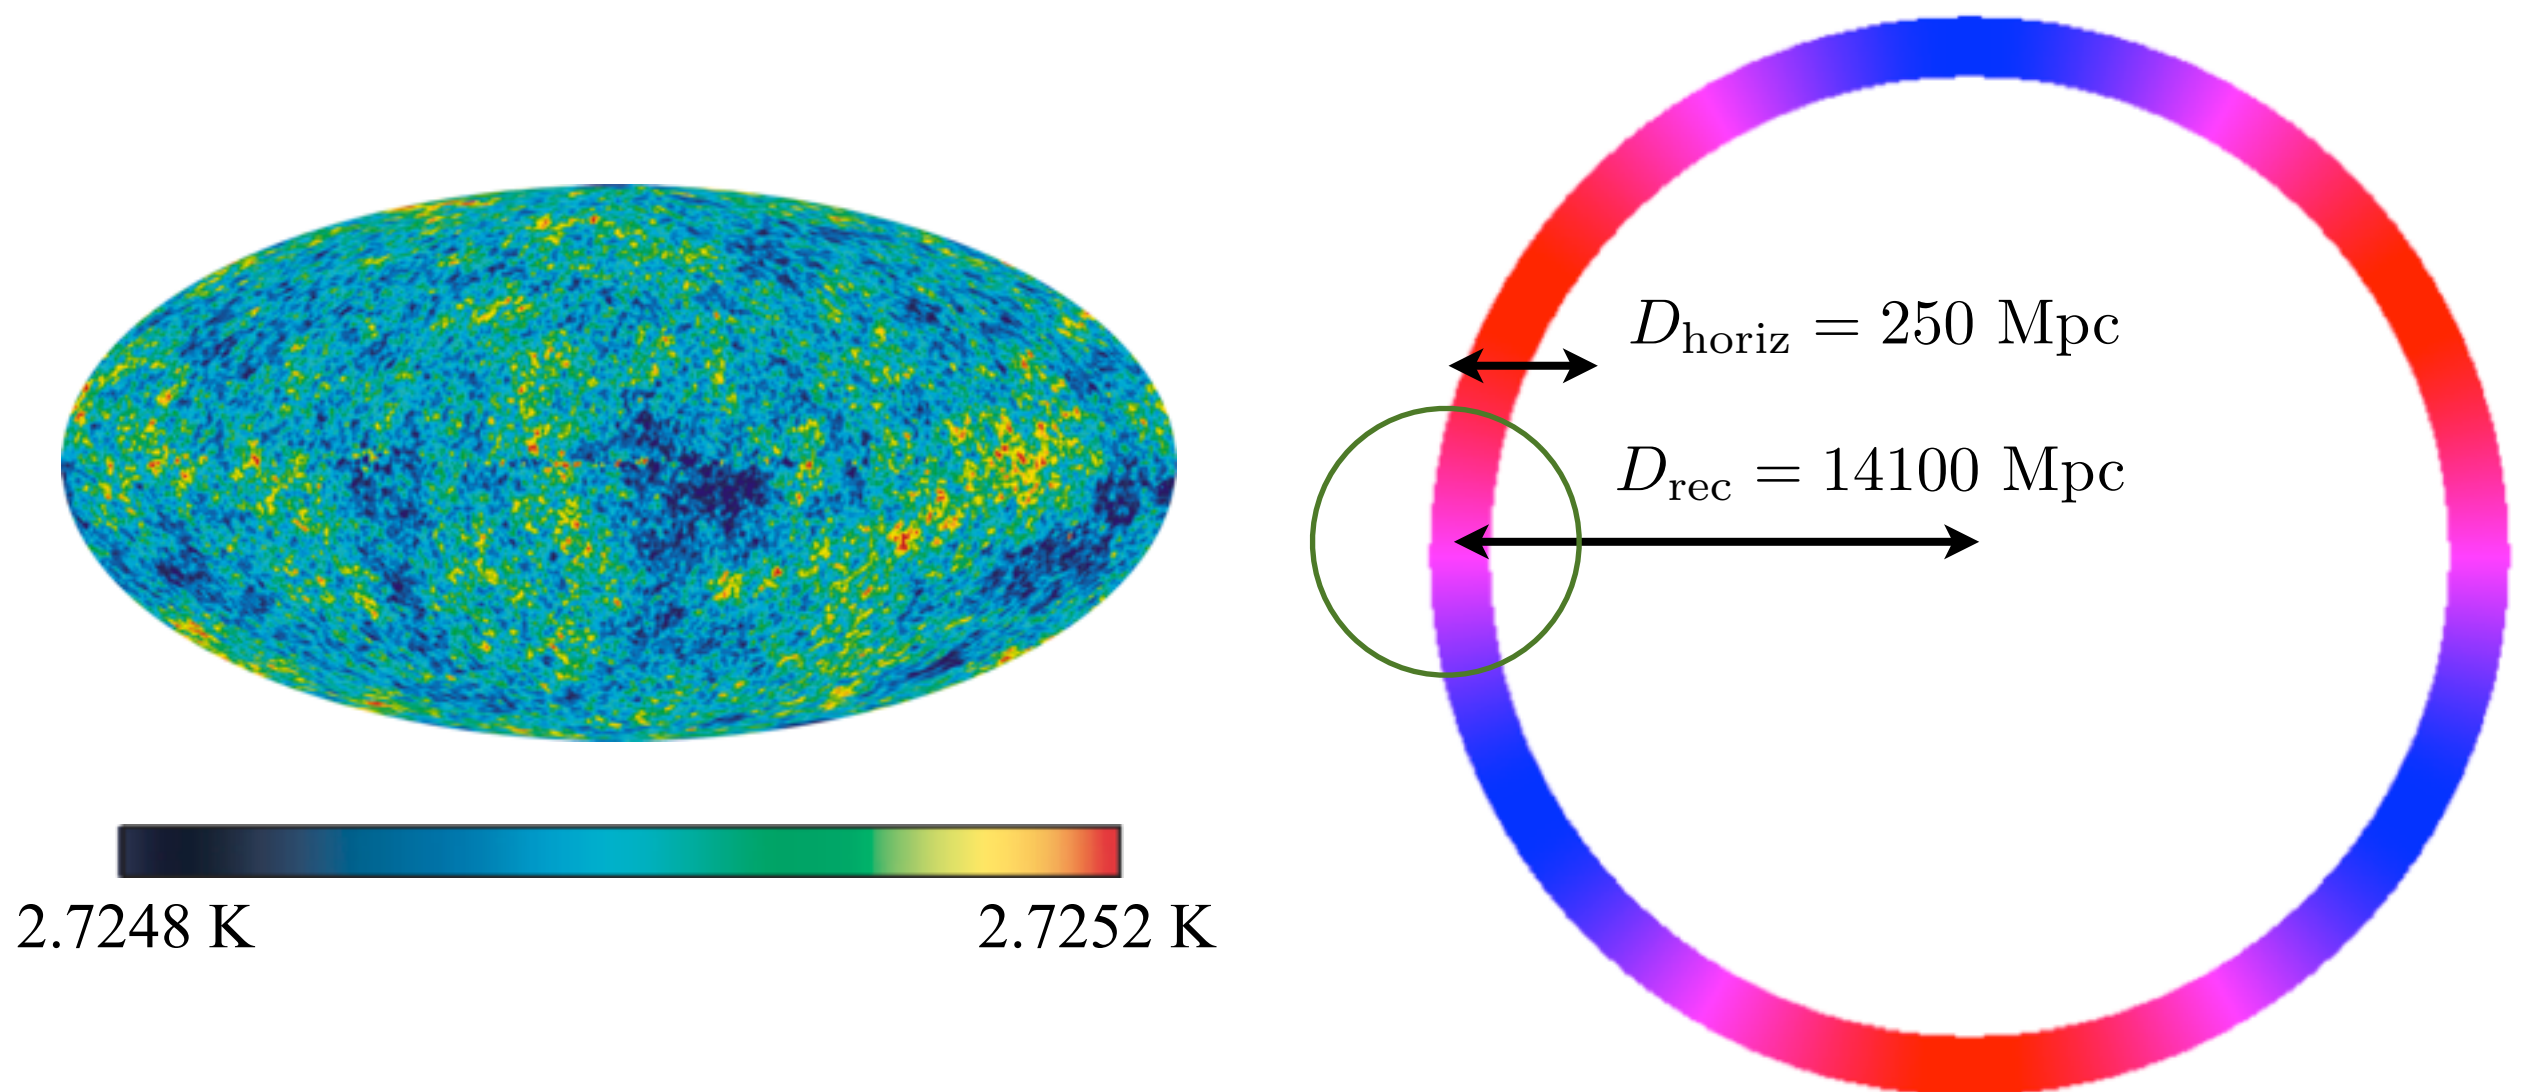 D_horiz = 250 Mpc
D_rec = 14100 Mpc
2.7248 K
2.7252 K